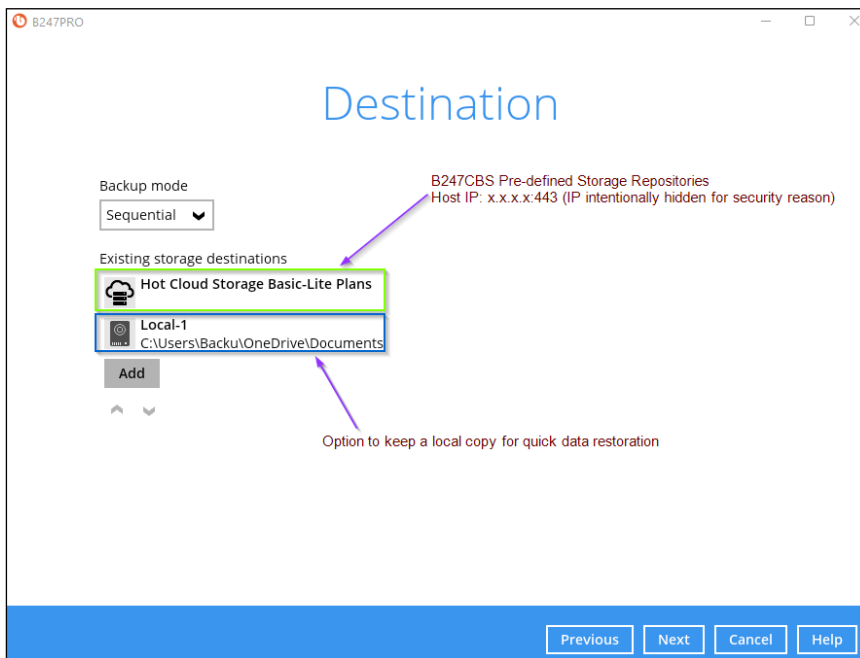 B247PRO
Destination
Backup mode
Sequential
B247CBS Pre-defined Storage Repositories
Host IP: x.x.x.x:443 (IP intentionally hidden for security reason)
Existing storage destinations
Hot Cloud Storage Basic-Lite Plans
Local-1
C:\Users\Backu\OneDrive\Documents
Add
Option to keep a local copy for quick data restoration
Previous
Next
Cancel
Help